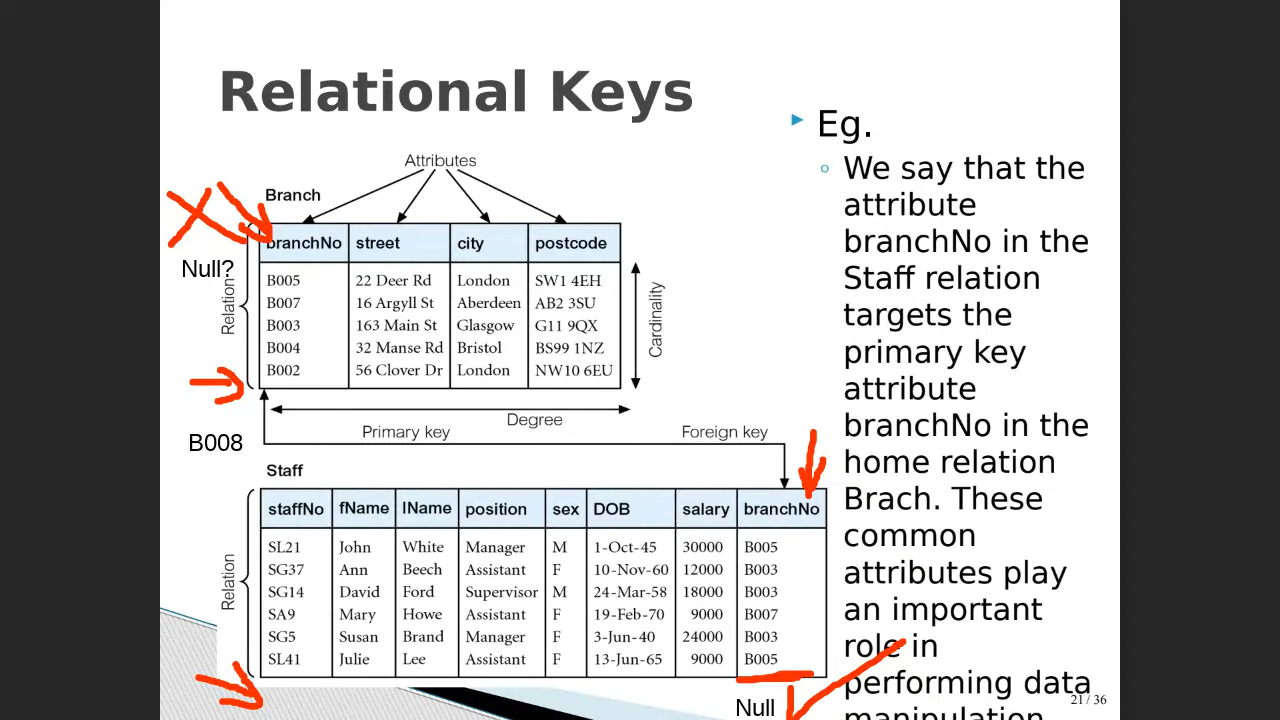 Relational Keys
Attributes
Branch
branchNo street city postcode
B005 22 Deer Rd London SW1 4EH
B007 16 Argyll St Aberdeen AB2 3SU
B003 163 Main St Glasgow G11 9QX
B004 32 Manse Rd Bristol BS99 1NZ
B002 56 Clover Dr London NW10 6EU
Null?
Relation
Cardinality
Degree
B008
Primary key
Foreign key
Staff
staffNo fName lName position sex DOB salary branchNo
SL21 John White Manager M 1-Oct-45 30000 B005
SG37 Ann Beech Assistant F 10-Nov-60 12000 B003
SG14 David Ford Supervisor M 24-Mar-58 18000 B003
SA9 Mary Howe Assistant F 19-Feb-70 9000 B007
SG5 Susan Brand Manager F 3-Jun-40 24000 B003
SL41 Julie Lee Assistant F 13-Jun-65 9000 B005
Relation
Null
Eg.
We say that the
attribute
branchNo in the
Staff relation
targets the
primary key
attribute
branchNo in the
home relation
Brach. These
common
attributes play
an important
role in
performing data
manipulation
21 / 36